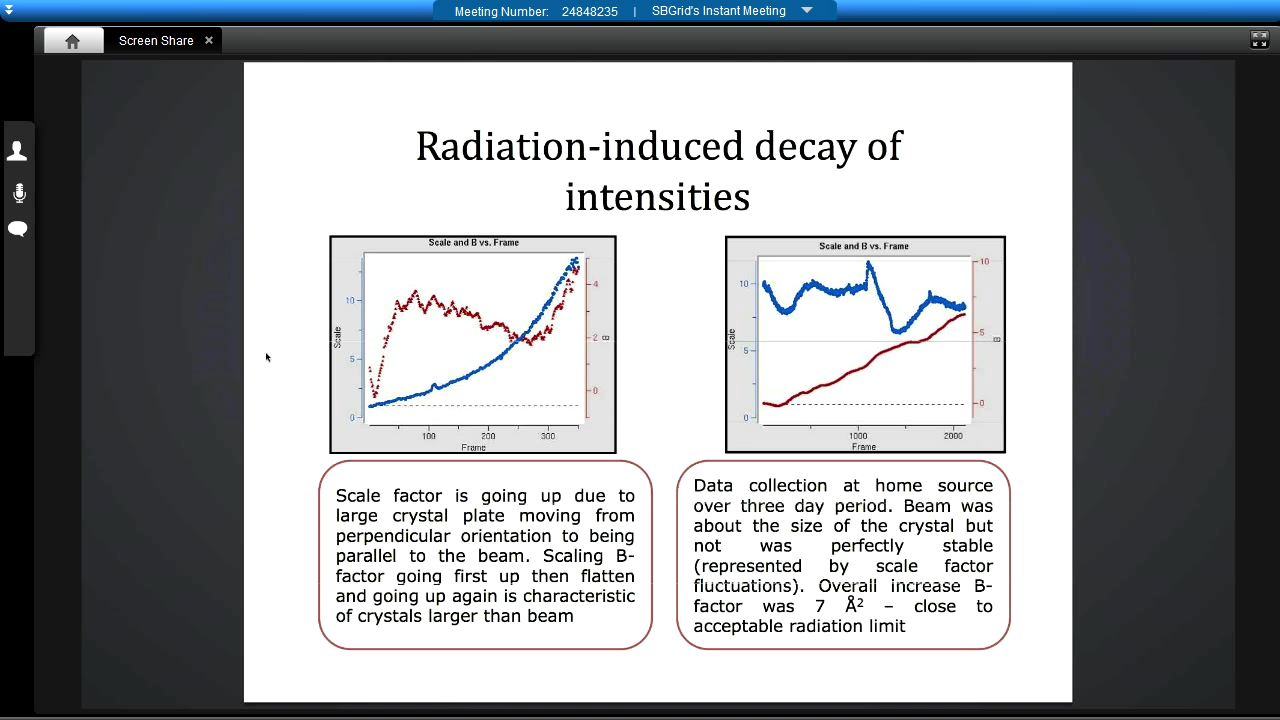 Meeting Number: 24848235 | SBGrid's Instant Meeting
Screen Share
Radiation-induced decay of
intensities
Scale and B vs. Frame
10
5
0
Scale
4
2
0
B
100 200 300
Frame
Scale and B vs. Frame
10
5
0
Scale
10
5
0
B
1000 2000
Frame
Scale factor is going up due to
large crystal plate moving from
perpendicular orientation to being
parallel to the beam. Scaling B-
factor going first up then flatten
and going up again is characteristic
of crystals larger than beam
Data collection at home source
over three day period. Beam was
about the size of the crystal but
not was perfectly stable
(represented by scale factor
fluctuations). Overall increase B-
factor was 7 Å² – close to
acceptable radiation limit